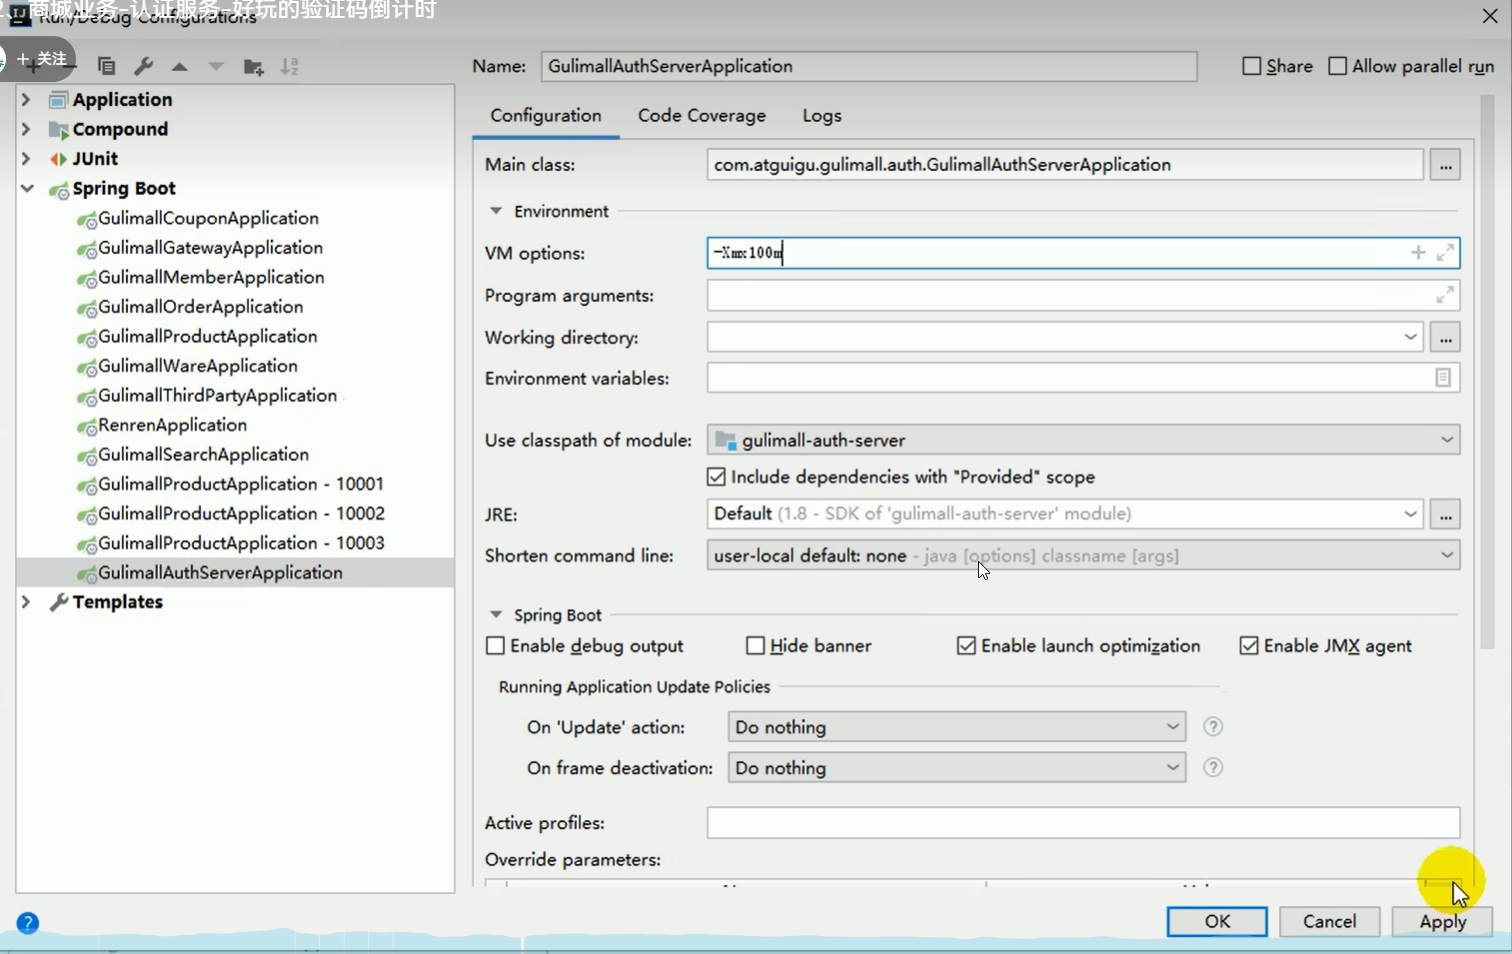 2、商城业务-认证服务-好玩的验证码倒计时
Run/Debug Configurations
+ 关注
Name: GulimallAuthServerApplication
Share
Allow parallel run
Application
Compound
JUnit
Spring Boot
GulimallCouponApplication
GulimallGatewayApplication
GulimallMemberApplication
GulimallOrderApplication
GulimallProductApplication
GulimallWareApplication
GulimallThirdPartyApplication
RenrenApplication
GulimallSearchApplication
GulimallProductApplication - 10001
GulimallProductApplication - 10002
GulimallProductApplication - 10003
GulimallAuthServerApplication
Templates
Configuration Code Coverage Logs
Main class: com.atguigu.gulimall.auth.GulimallAuthServerApplication ...
Environment
VM options: -Xmx100m
Program arguments:
Working directory: ...
Environment variables:
Use classpath of module: gulimall-auth-server
Include dependencies with "Provided" scope
JRE: Default (1.8 - SDK of 'gulimall-auth-server' module) ...
Shorten command line: user-local default: none - java [options] classname [args]
Spring Boot
Enable debug output Hide banner Enable launch optimization Enable JMX agent
Running Application Update Policies
On 'Update' action: Do nothing ?
On frame deactivation: Do nothing ?
Active profiles:
Override parameters:
? OK Cancel Apply